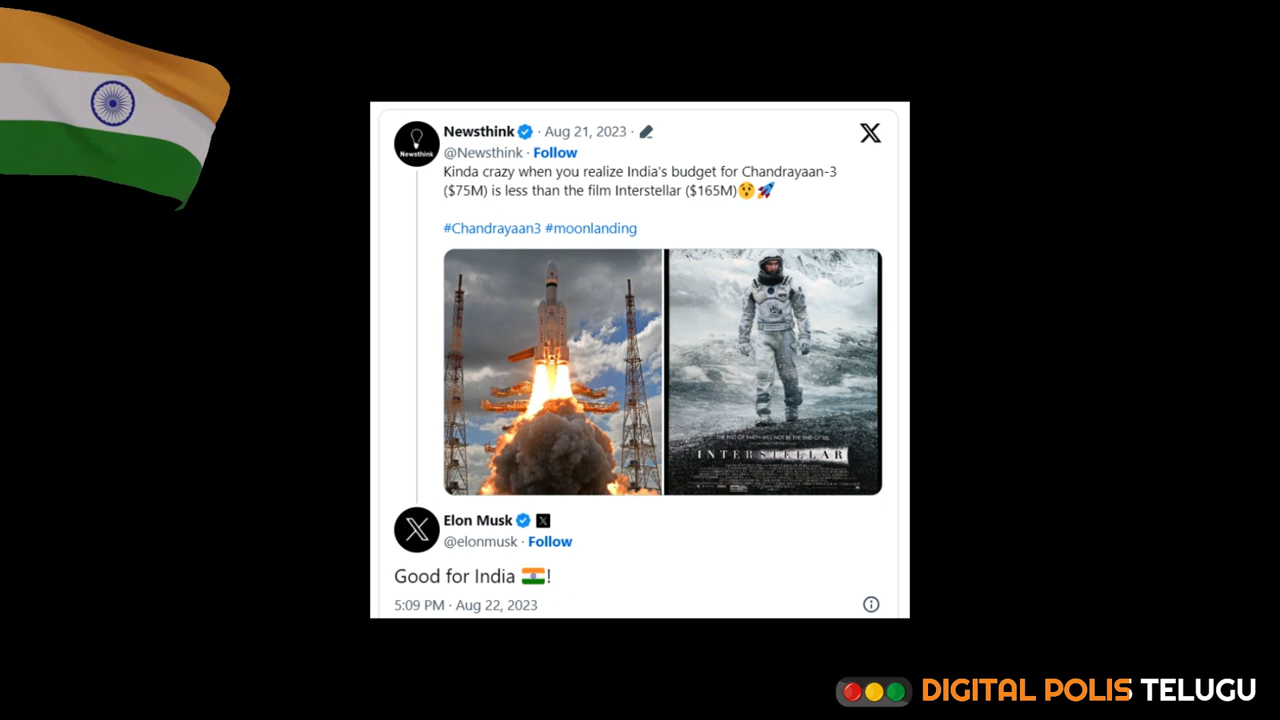 Newsthink · Aug 21, 2023 ·
Newsthink
@Newsthink · Follow
Kinda crazy when you realize India's budget for Chandrayaan-3
($75M) is less than the film Interstellar ($165M)😯🚀
#Chandrayaan3 #moonlanding
THE END OF EARTH WILL NOT BE THE END OF US
INTERSTELLAR
Elon Musk
@elonmusk · Follow
Good for India 🇮🇳!
5:09 PM · Aug 22, 2023
DIGITAL POLIS TELUGU